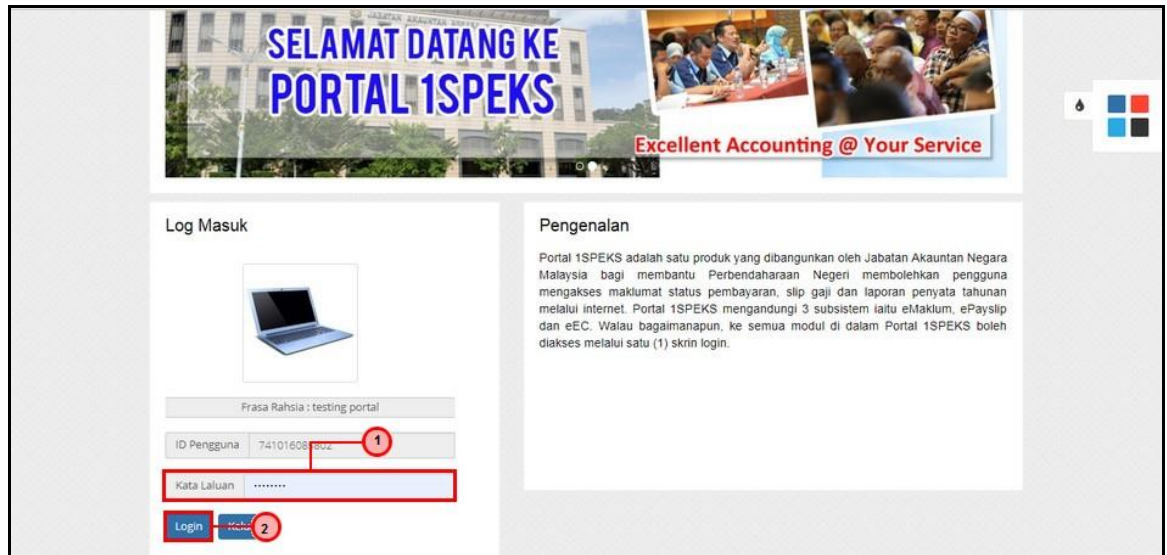 SELAMAT DATANG KE
PORTAL 1SPEKS
Excellent Accounting @ Your Service
Log Masuk
Frasa Rahsia : testing portal
ID Pengguna
1
Kata Laluan ········
Login
2
Pengenalan
Portal 1SPEKS adalah satu produk yang dibangunkan oleh Jabatan Akauntan Negara
Malaysia bagi membantu Perbendaharaan Negeri membolehkan pengguna
mengakses maklumat status pembayaran, slip gaji dan laporan penyata tahunan
melalui internet. Portal 1SPEKS mengandungi 3 subsistem iaitu eMaklum, ePayslip
dan eEC. Walau bagaimanapun, ke semua modul di dalam Portal 1SPEKS boleh
diakses melalui satu (1) skrin login.